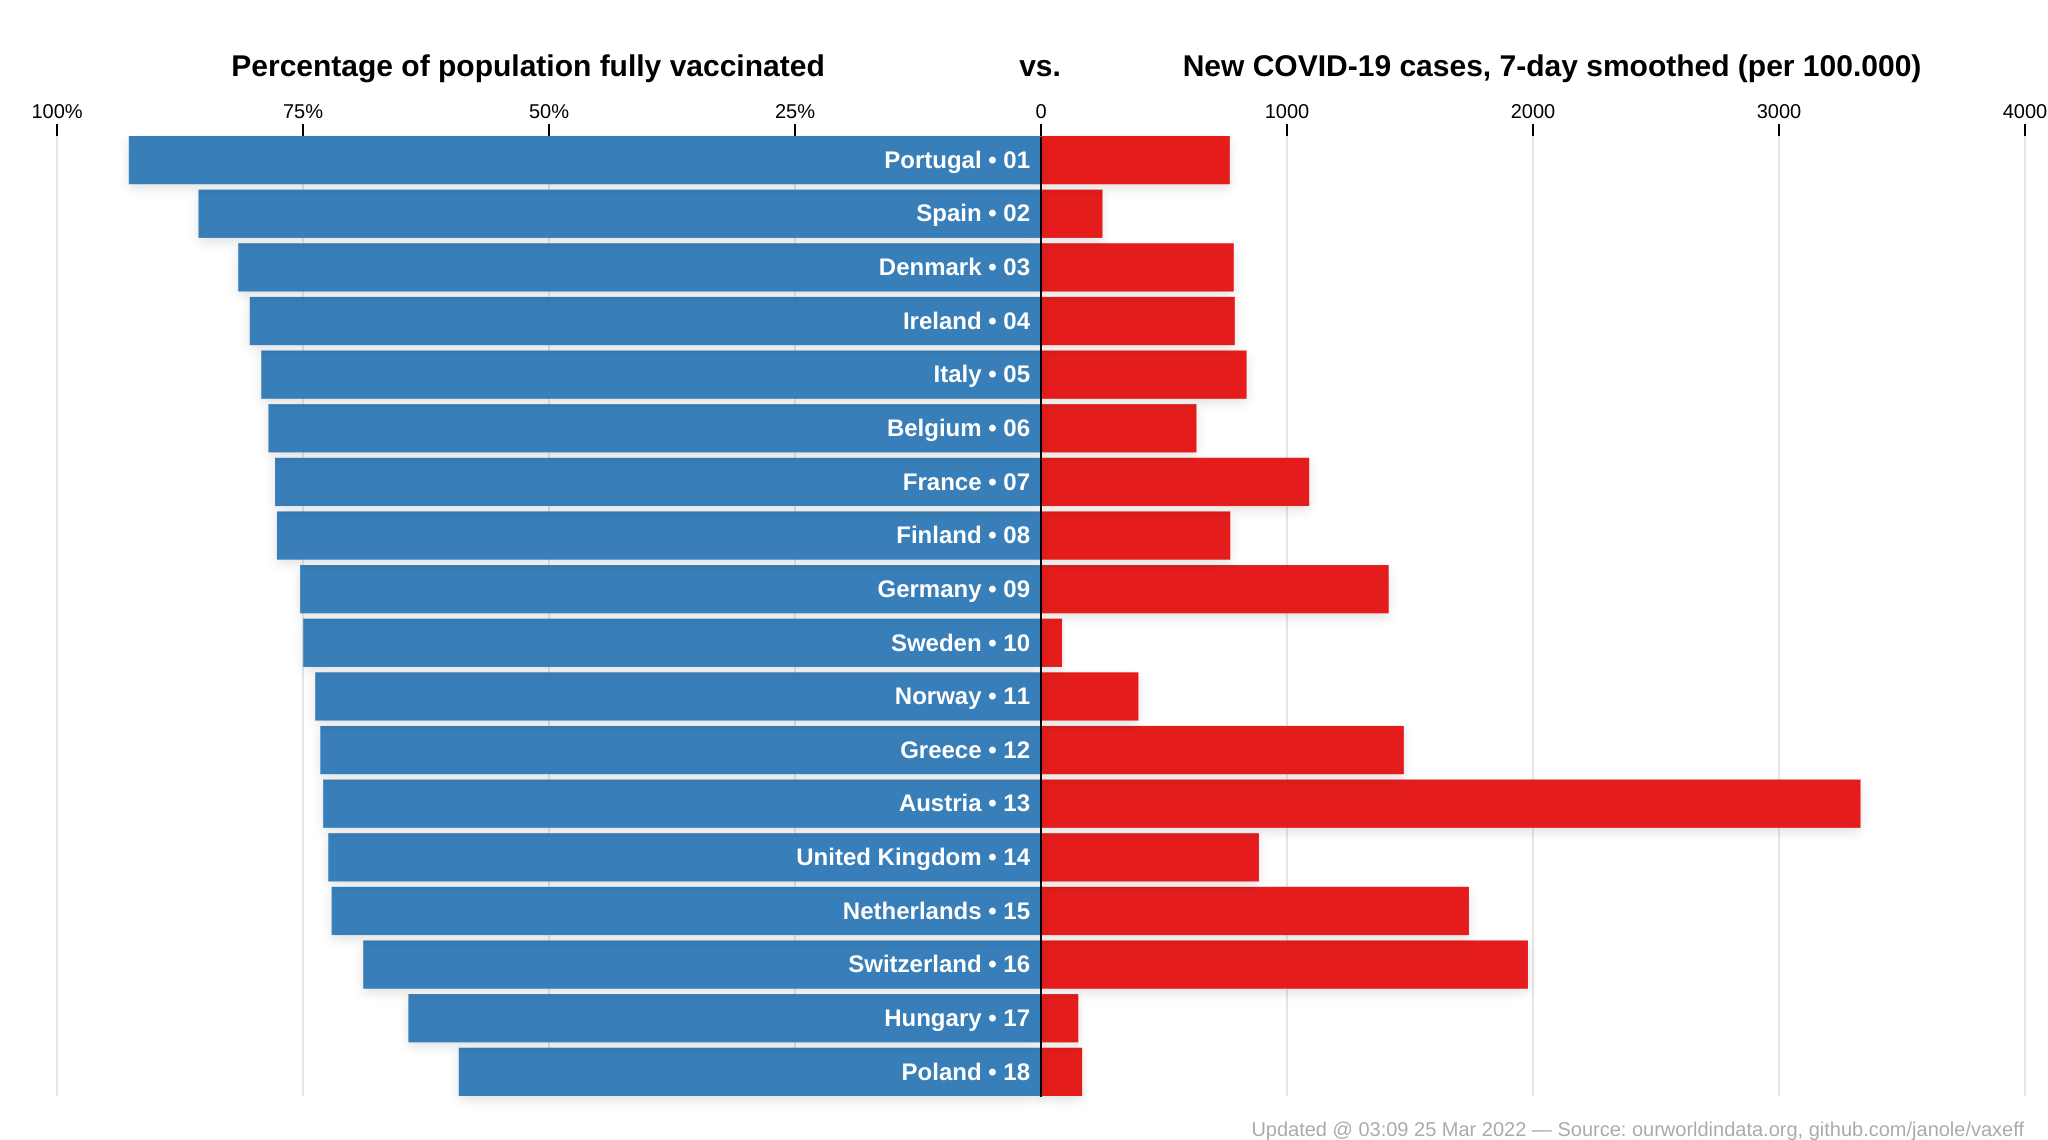 Percentage of population fully vaccinated vs. New COVID-19 cases, 7-day smoothed (per 100.000)
100% 75% 50% 25% 0 1000 2000 3000 4000
Portugal • 01
Spain • 02
Denmark • 03
Ireland • 04
Italy • 05
Belgium • 06
France • 07
Finland • 08
Germany • 09
Sweden • 10
Norway • 11
Greece • 12
Austria • 13
United Kingdom • 14
Netherlands • 15
Switzerland • 16
Hungary • 17
Poland • 18
Updated @ 03:09 25 Mar 2022 — Source: ourworldindata.org, github.com/janole/vaxeff